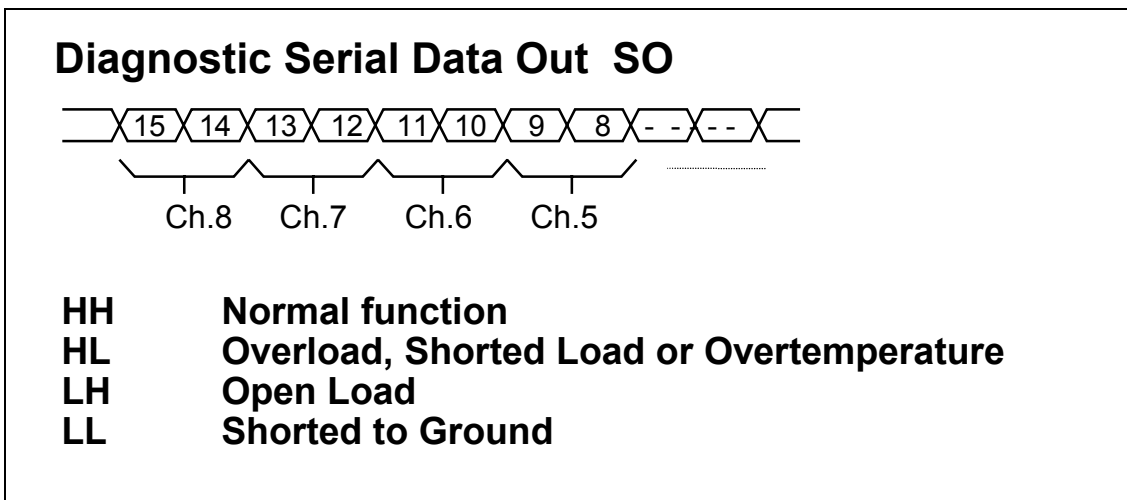 Diagnostic Serial Data Out SO
15 14 13 12 11 10 9 8 - - - -
Ch.8 Ch.7 Ch.6 Ch.5
HH Normal function
HL Overload, Shorted Load or Overtemperature
LH Open Load
LL Shorted to Ground